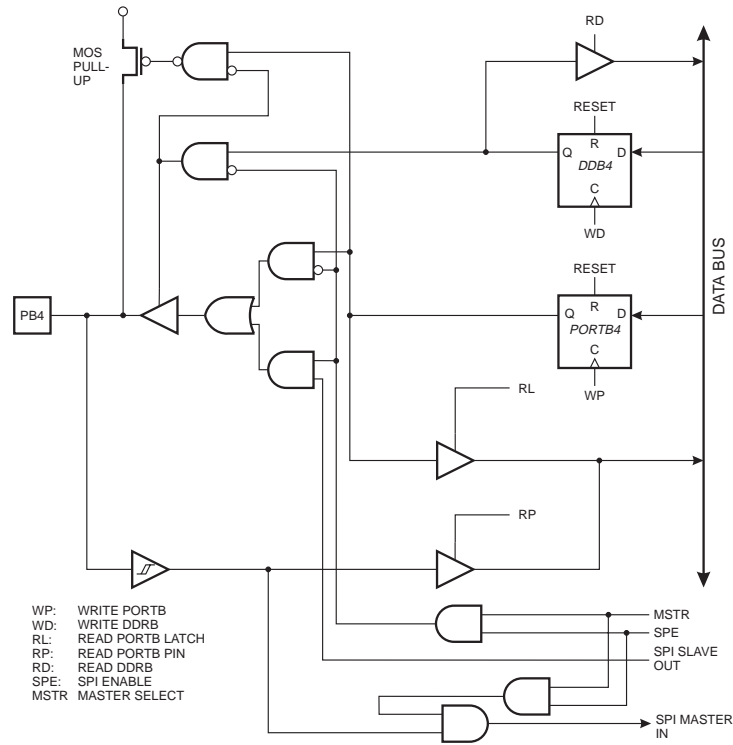 RD
MOS
PULL-
UP
RESET
R
Q
D
DDB4
C
WD
DATA BUS
RESET
R
Q
D
PORTB4
C
WP
PB4
RL
RP
WP: WRITE PORTB
WD: WRITE DDRB
RL: READ PORTB LATCH
RP: READ PORTB PIN
RD: READ DDRB
SPE: SPI ENABLE
MSTR MASTER SELECT
MSTR
SPE
SPI SLAVE
OUT
SPI MASTER
IN